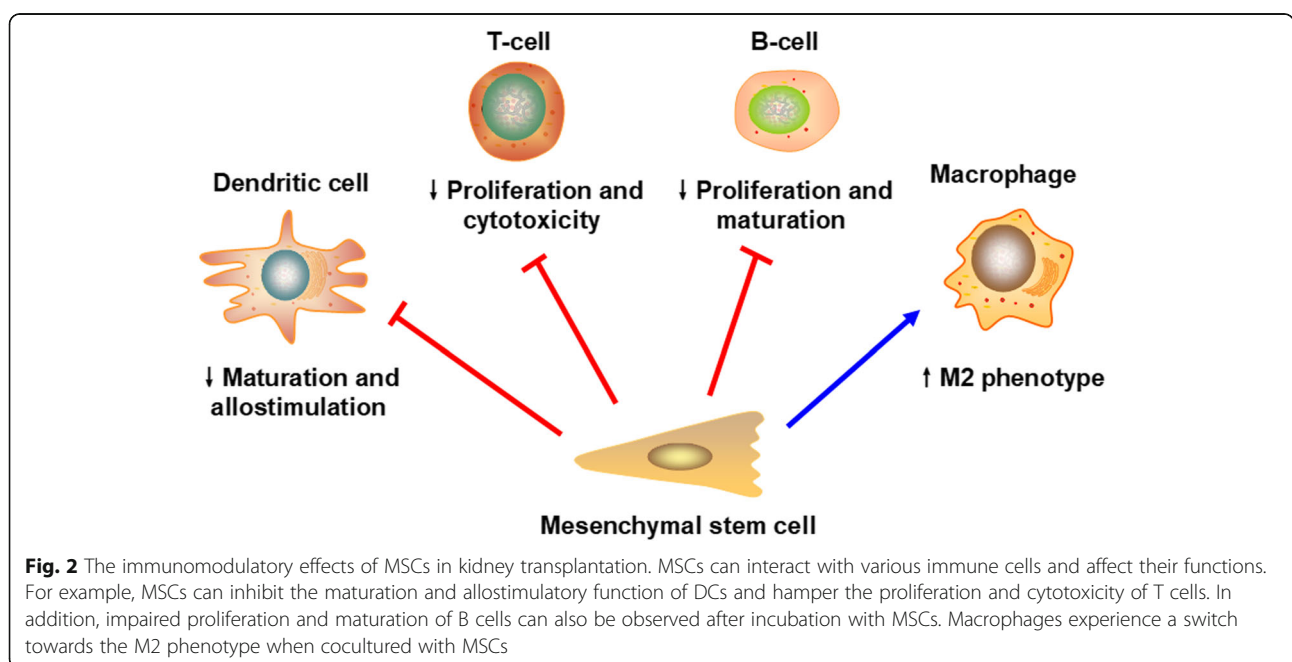 T-cell
B-cell
Dendritic cell
Macrophage
↓ Proliferation and
cytotoxicity
↓ Proliferation and
maturation
↓ Maturation and
allostimulation
↑ M2 phenotype
Mesenchymal stem cell
Fig. 2 The immunomodulatory effects of MSCs in kidney transplantation. MSCs can interact with various immune cells and affect their functions.
For example, MSCs can inhibit the maturation and allostimulatory function of DCs and hamper the proliferation and cytotoxicity of T cells. In
addition, impaired proliferation and maturation of B cells can also be observed after incubation with MSCs. Macrophages experience a switch
towards the M2 phenotype when cocultured with MSCs